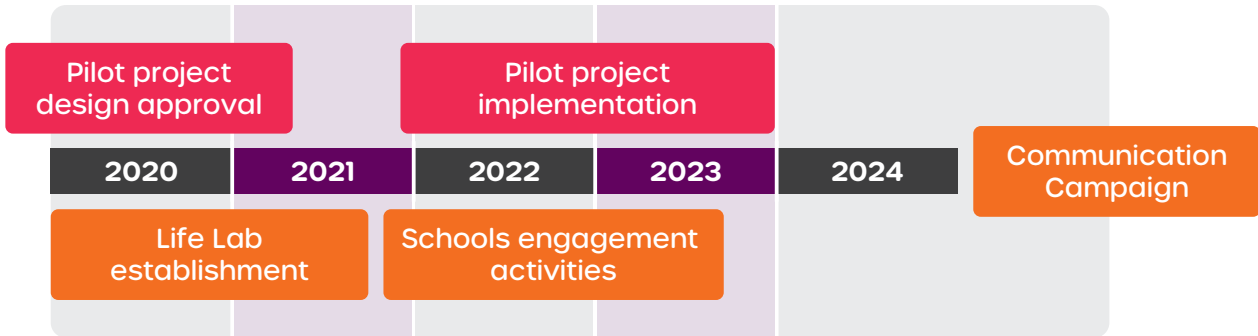 Pilot project
design approval
Pilot project
implementation
2020 2021 2022 2023 2024
Communication
Campaign
Life Lab
establishment
Schools engagement
activities